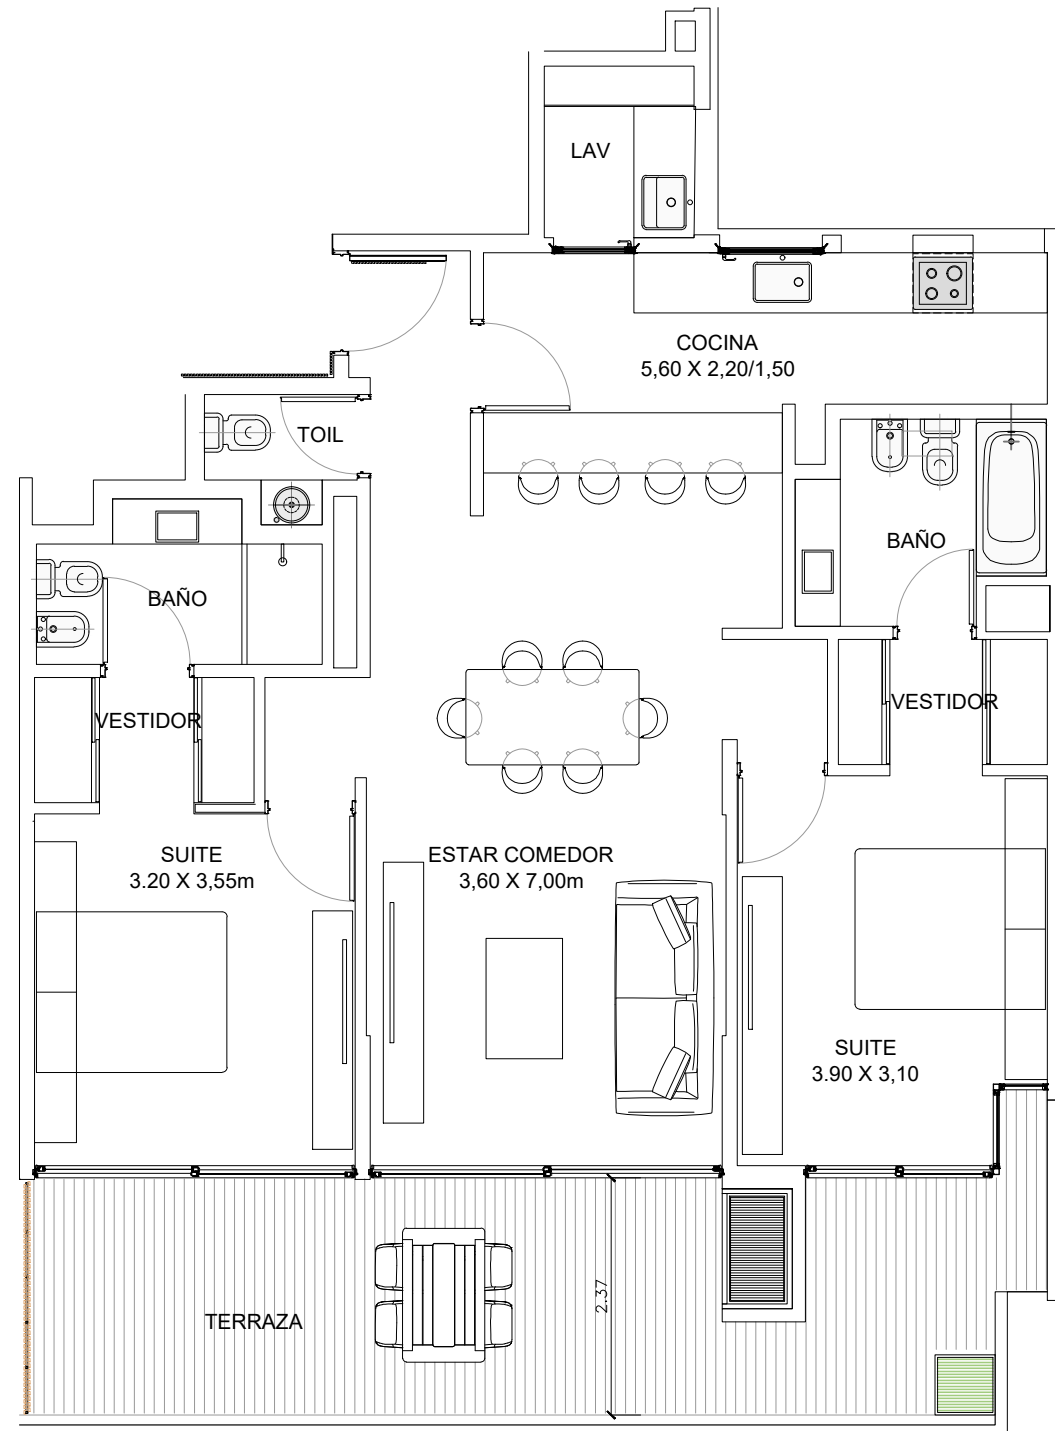 LAV
COCINA
5,60 X 2,20/1,50
TOIL
BAÑO
BAÑO
VESTIDOR
VESTIDOR
SUITE
3.20 X 3,55m
ESTAR COMEDOR
3,60 X 7,00m
SUITE
3.90 X 3,10
2.37
TERRAZA